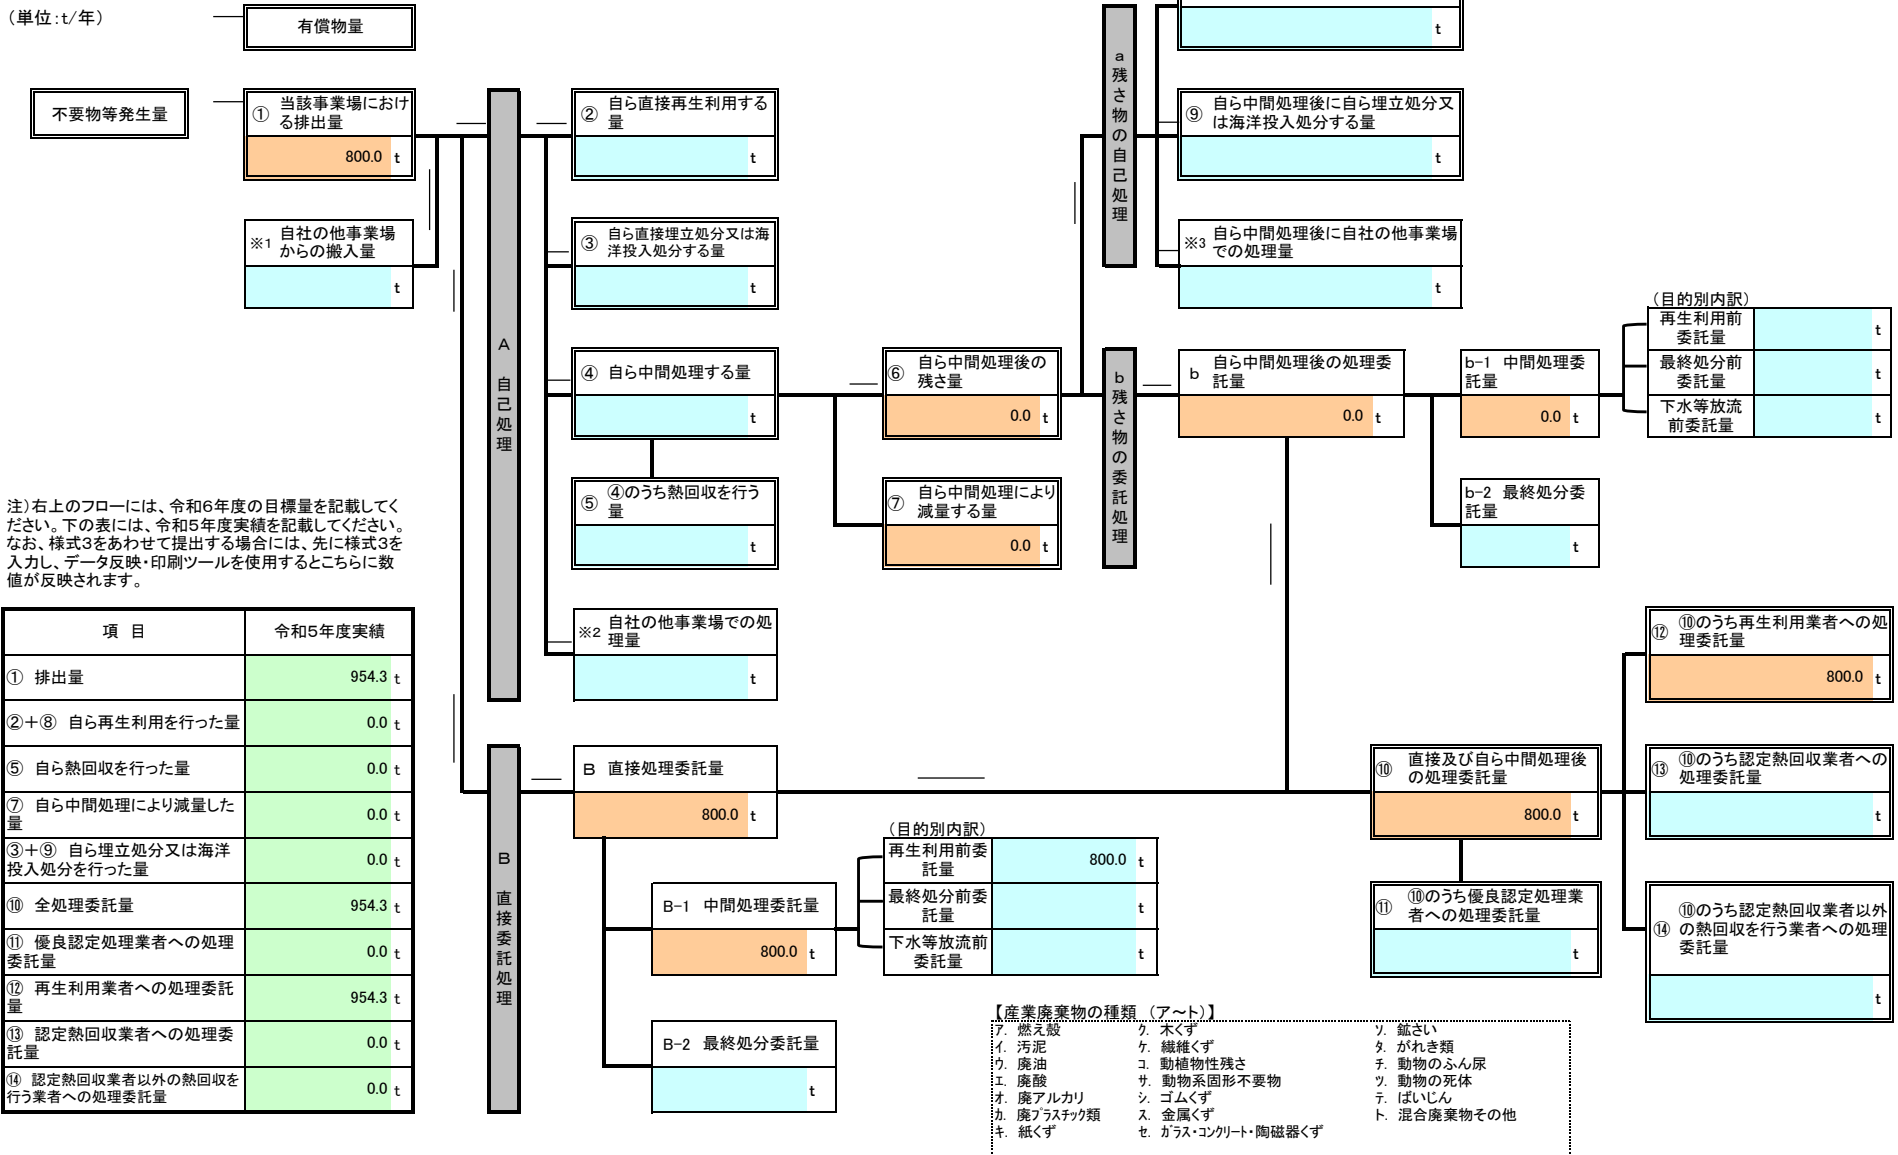 （単位：t/年）
有償物量
t
不要物等発生量
① 当該事業場におけ
る排出量
800.0 t
※1 自社の他事業場
からの搬入量
t
A
自己処理
② 自ら直接再生利用する
量
t
③ 自ら直接埋立処分又は海
洋投入処分する量
t
④ 自ら中間処理する量
t
⑤ ④のうち熱回収を行う
量
t
※2 自社の他事業場での処
理量
t
⑥ 自ら中間処理後の
残さ量
0.0 t
⑦ 自ら中間処理により
減量する量
0.0 t
a残さ物の自己処理
⑨ 自ら中間処理後に自ら埋立処分又
は海洋投入処分する量
t
※3 自ら中間処理後に自社の他事業場
での処理量
t
b残さ物の委託処理
b 自ら中間処理後の処理委
託量
0.0 t
b-1 中間処理委
託量
0.0 t
b-2 最終処分委
託量
t
（目的別内訳）
再生利用前
委託量
t
最終処分前
委託量
t
下水等放流
前委託量
t
注）右上のフローには、令和6年度の目標量を記載してく
ださい。下の表には、令和5年度実績を記載してください。
なお、様式3をあわせて提出する場合には、先に様式3を
入力し、データ反映・印刷ツールを使用するとこちらに数
値が反映されます。
項 目 令和5年度実績
① 排出量 954.3 t
②＋⑧ 自ら再生利用を行った量 0.0 t
⑤ 自ら熱回収を行った量 0.0 t
⑦ 自ら中間処理により減量した
量 0.0 t
③＋⑨ 自ら埋立処分又は海洋
投入処分を行った量 0.0 t
⑩ 全処理委託量 954.3 t
⑪ 優良認定処理業者への処理
委託量 0.0 t
⑫ 再生利用業者への処理委託
量 954.3 t
⑬ 認定熱回収業者への処理委
託量 0.0 t
⑭ 認定熱回収業者以外の熱回収を
行う業者への処理委託量 0.0 t
B
直接委託処理
B 直接処理委託量
800.0 t
B-1 中間処理委託量
800.0 t
B-2 最終処分委託量
t
（目的別内訳）
再生利用前委
託量
800.0 t
最終処分前委
託量
t
下水等放流前
委託量
t
⑩ 直接及び自ら中間処理後
の処理委託量
800.0 t
⑪ ⑩のうち優良認定処理業
者への処理委託量
t
⑫ ⑩のうち再生利用業者への処
理委託量
800.0 t
⑬ ⑩のうち認定熱回収業者への
処理委託量
t
⑭ ⑩のうち認定熱回収業者以外
の熱回収を行う業者への処理
委託量
t
【産業廃棄物の種類 （ア～ト）】
ア. 燃え殻 ク. 木くず ソ. 鉱さい
イ. 汚泥 ケ. 繊維くず タ. がれき類
ウ. 廃油 コ. 動植物性残さ チ. 動物のふん尿
エ. 廃酸 サ. 動物系固形不要物 ツ. 動物の死体
オ. 廃アルカリ シ. ゴムくず テ. ばいじん
カ. 廃プラスチック類 ス. 金属くず ト. 混合廃棄物その他
キ. 紙くず セ. ガラス・コンクリート・陶磁器くず